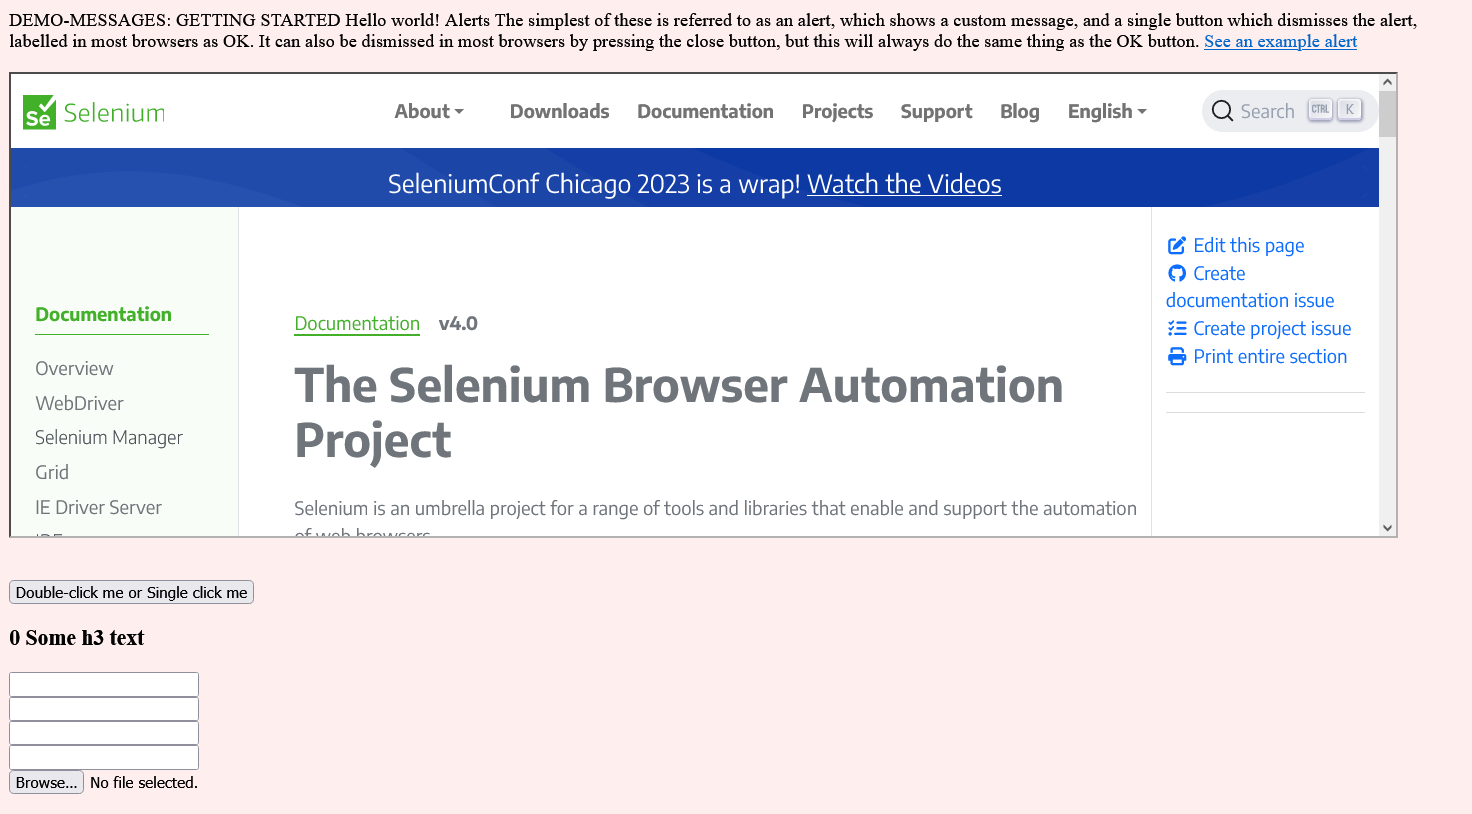 DEMO-MESSAGES: GETTING STARTED Hello world! Alerts The simplest of these is referred to as an alert, which shows a custom message, and a single button which dismisses the alert,
labelled in most browsers as OK. It can also be dismissed in most browsers by pressing the close button, but this will always do the same thing as the OK button. See an example alert
Se Selenium About Downloads Documentation Projects Support Blog English Search CTRL K
SeleniumConf Chicago 2023 is a wrap! Watch the Videos
Documentation
Overview
WebDriver
Selenium Manager
Grid
IE Driver Server
IDE
Documentation v4.0
The Selenium Browser Automation
Project
Selenium is an umbrella project for a range of tools and libraries that enable and support the automation
of web browsers.
Edit this page
Create
documentation issue
Create project issue
Print entire section
Double-click me or Single click me
0 Some h3 text
Browse... No file selected.